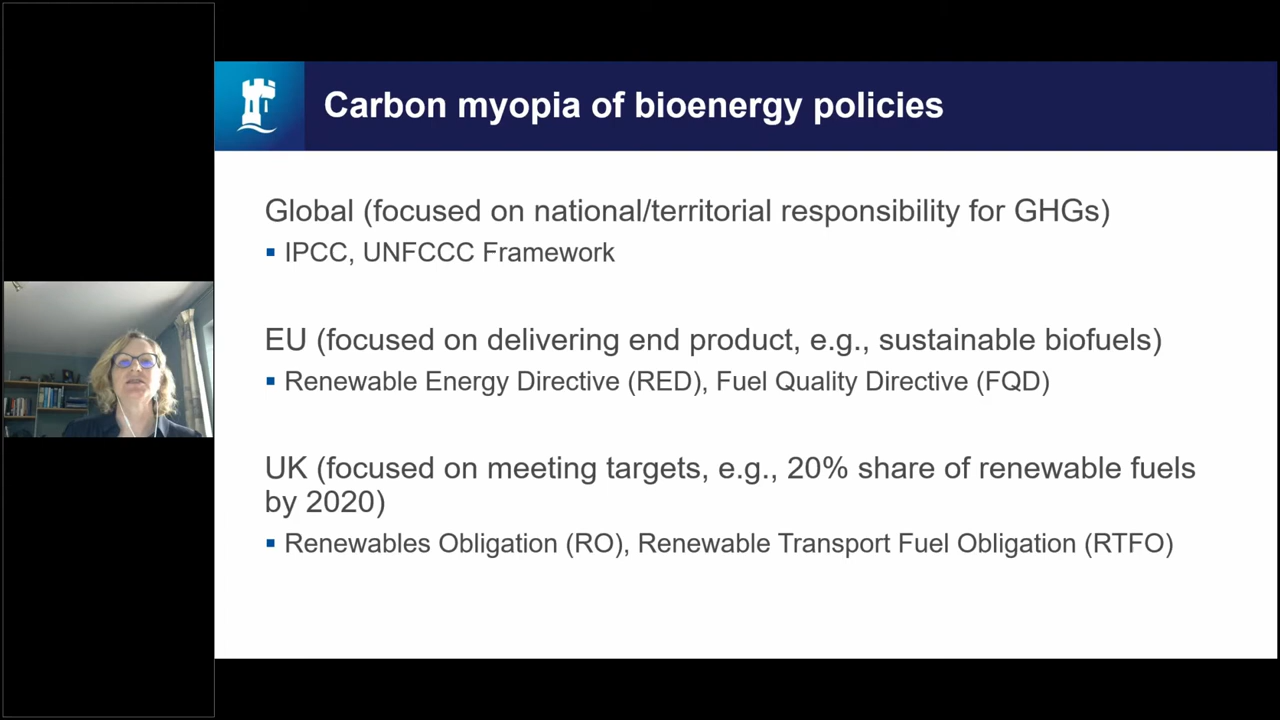 Carbon myopia of bioenergy policies
Global (focused on national/territorial responsibility for GHGs)
▪ IPCC, UNFCCC Framework
EU (focused on delivering end product, e.g., sustainable biofuels)
▪ Renewable Energy Directive (RED), Fuel Quality Directive (FQD)
UK (focused on meeting targets, e.g., 20% share of renewable fuels
by 2020)
▪ Renewables Obligation (RO), Renewable Transport Fuel Obligation (RTFO)